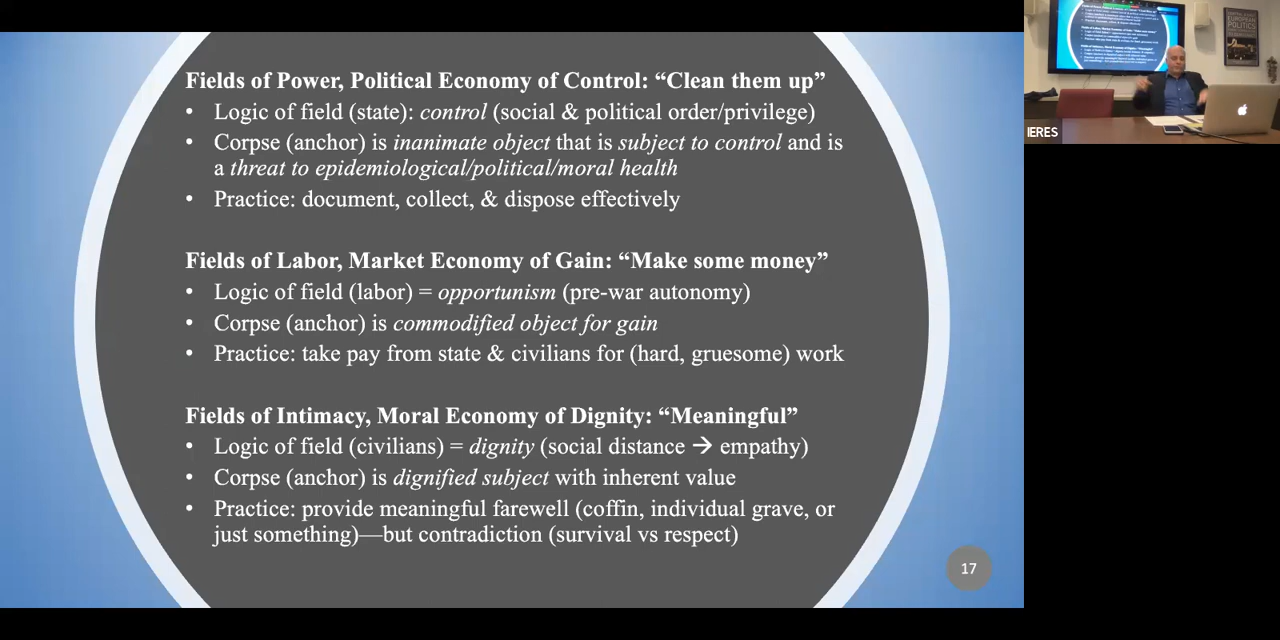 Fields of Power, Political Economy of Control: “Clean them up”
• Logic of field (state): control (social & political order/privilege)
• Corpse (anchor) is inanimate object that is subject to control and is
a threat to epidemiological/political/moral health
• Practice: document, collect, & dispose effectively
Fields of Labor, Market Economy of Gain: “Make some money”
• Logic of field (labor) = opportunism (pre-war autonomy)
• Corpse (anchor) is commodified object for gain
• Practice: take pay from state & civilians for (hard, gruesome) work
Fields of Intimacy, Moral Economy of Dignity: “Meaningful”
• Logic of field (civilians) = dignity (social distance → empathy)
• Corpse (anchor) is dignified subject with inherent value
• Practice: provide meaningful farewell (coffin, individual grave, or
just something)—but contradiction (survival vs respect)
17
IERES
EUROPEAN
POLITICS